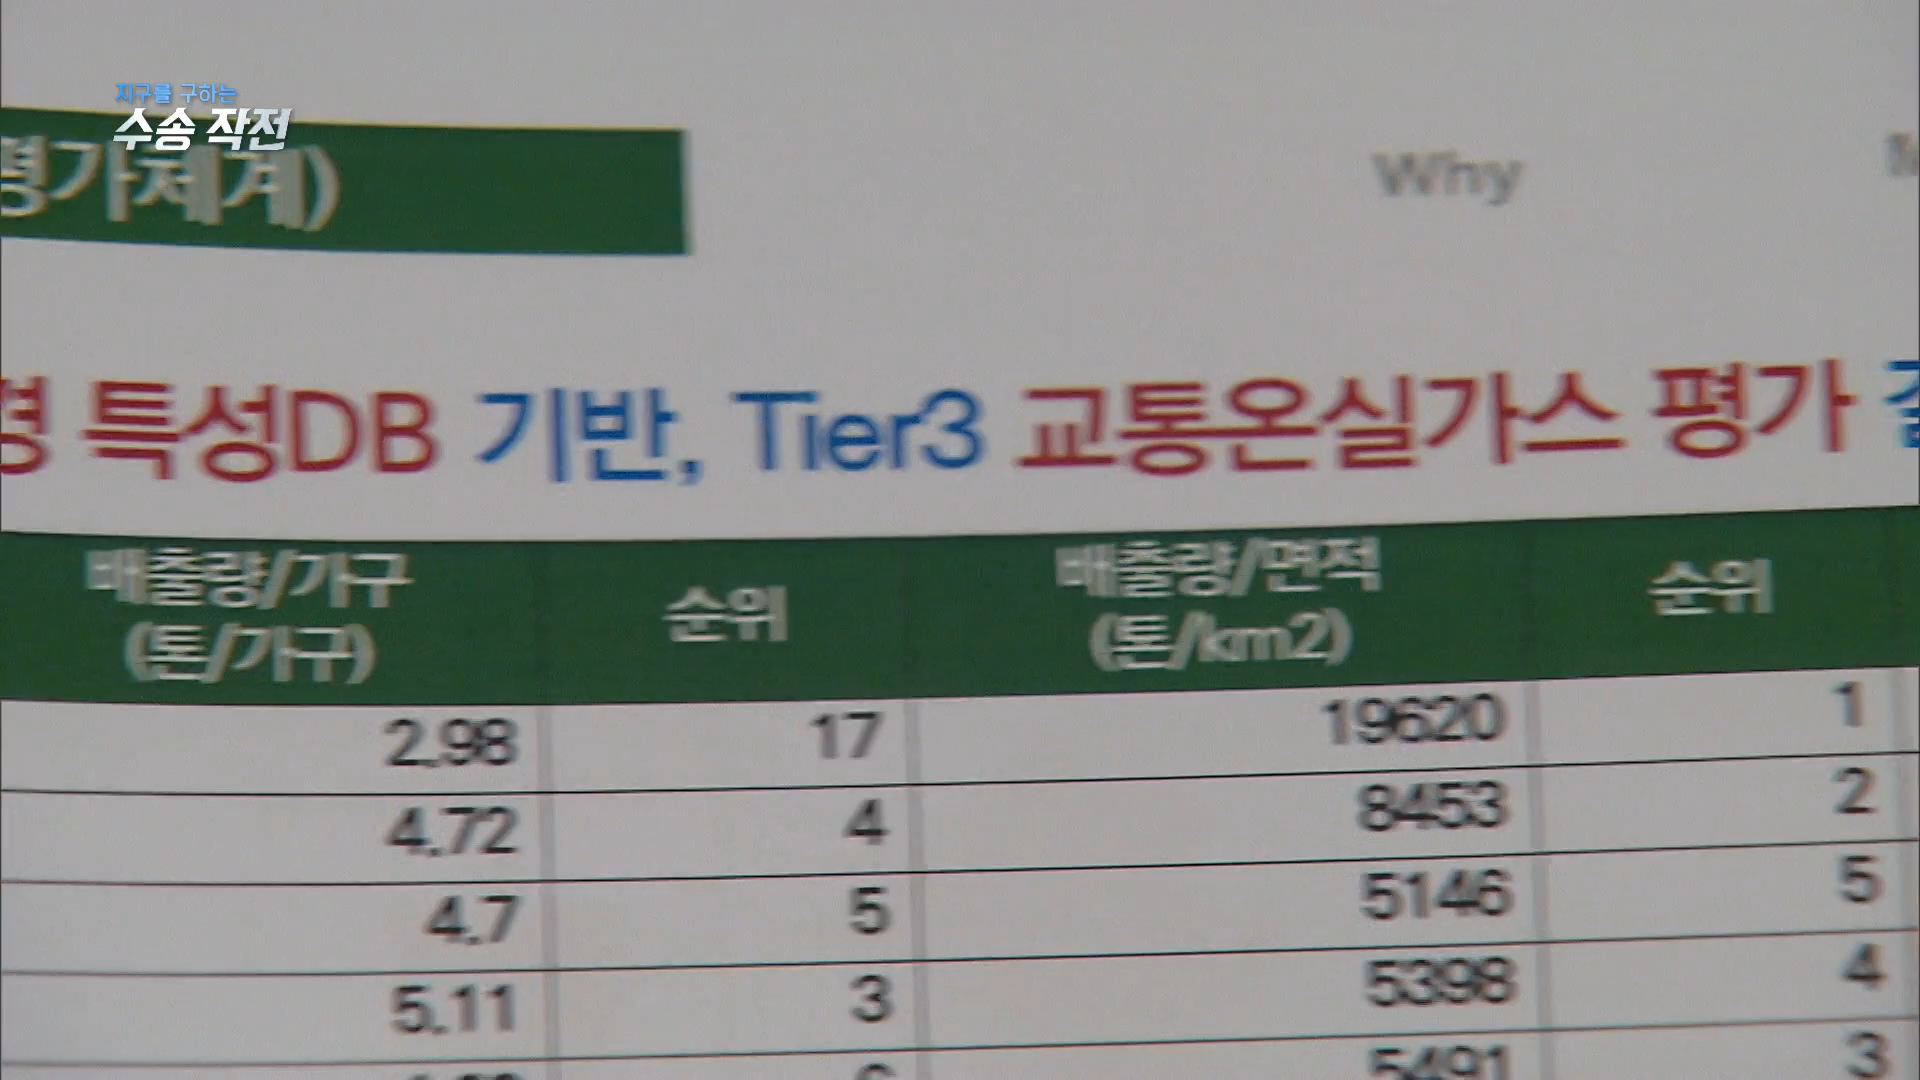 지구를 구하는
수송 작전
평가체계)
Why
특성DB 기반, Tier3 교통온실가스 평가
배출량/가구 순위 배출량/면적 순위
(톤/가구) (톤/km2)
2.98 17 19620 1
4.72 4 8453 2
4.7 5 5146 5
5.11 3 5398 4
5491 3